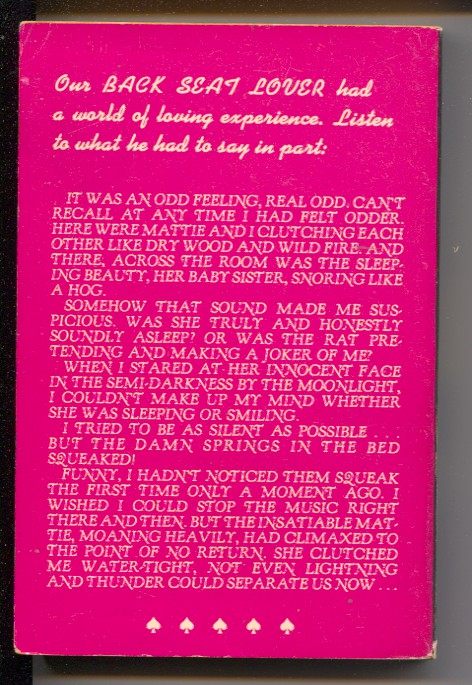 Our BACK SEAT LOVER had
a world of loving experience. Listen
to what he had to say in part:
IT WAS AN ODD FEELING, REAL ODD. CAN'T
RECALL AT ANY TIME I HAD FELT ODDER.
HERE WERE MATTIE AND I CLUTCHING EACH
OTHER LIKE DRY WOOD AND WILD FIRE. AND
THERE, ACROSS THE ROOM WAS THE SLEEP-
ING BEAUTY, HER BABY SISTER, SNORING LIKE
A HOG.
SOMEHOW THAT SOUND MADE ME SUS-
PICIOUS. WAS SHE TRULY AND HONESTLY
SOUNDLY ASLEEP? OR WAS THE RAT PRE-
TENDING AND MAKING A JOKER OF ME?
WHEN I STARED AT HER INNOCENT FACE
IN THE SEMI-DARKNESS BY THE MOONLIGHT,
I COULDN'T MAKE UP MY MIND WHETHER
SHE WAS SLEEPING OR SMILING.
I TRIED TO BE AS SILENT AS POSSIBLE . . .
BUT THE DAMN SPRINGS IN THE BED
SQUEAKED!
FUNNY, I HADN'T NOTICED THEM SQUEAK
THE FIRST TIME ONLY A MOMENT AGO. I
WISHED I COULD STOP THE MUSIC RIGHT
THERE AND THEN. BUT THE INSATIABLE MAT-
TIE, MOANING HEAVILY, HAD CLIMAXED TO
THE POINT OF NO RETURN. SHE CLUTCHED
ME WATER-TIGHT, NOT EVEN LIGHTNING
AND THUNDER COULD SEPARATE US NOW . . .